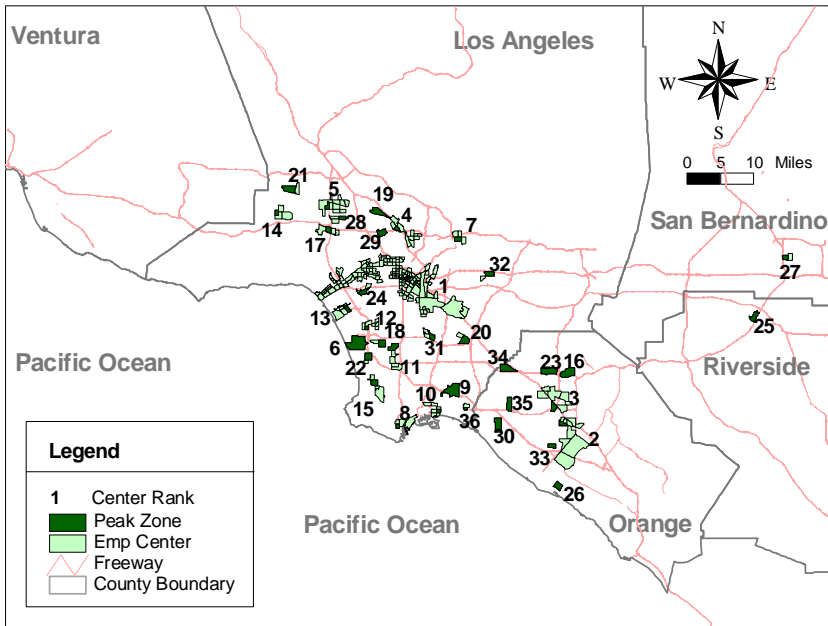 Ventura
Los Angeles
N
W E
S
0 5 10 Miles
21
5
19
4
San Bernardino
14
28
17
29
7
27
32
1
24
13
12
18
20
25
6
31
34
23
16
Riverside
Pacific Ocean
22
11
15
10
9
35
3
8
36
30
2
33
26
Pacific Ocean
Orange
Legend
1 Center Rank
Peak Zone
Emp Center
Freeway
County Boundary